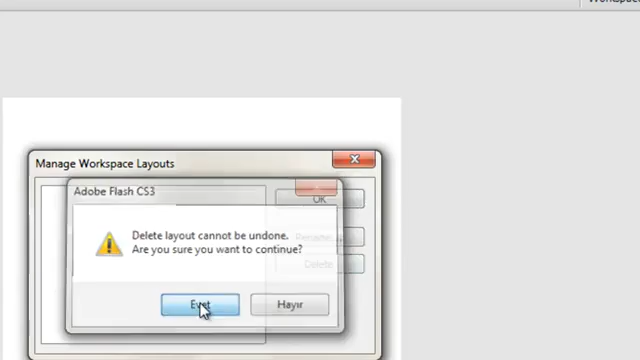 Workspace
Manage Workspace Layouts
Adobe Flash CS3
OK
Delete layout cannot be undone.
Are you sure you want to continue?
Rename
Delete
Evet
Hayır